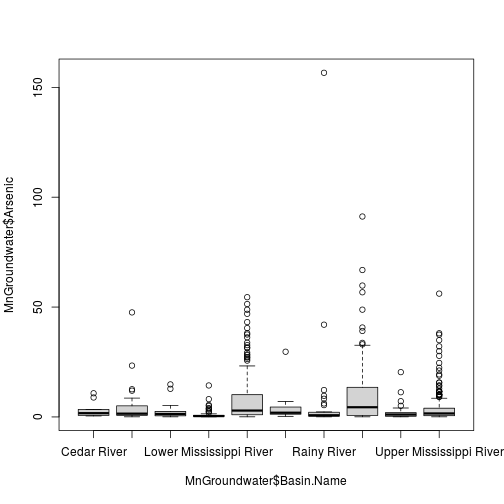 MnGroundwater$Arsenic
150
100
50
0
Cedar River Lower Mississippi River Rainy River Upper Mississippi River
MnGroundwater$Basin.Name